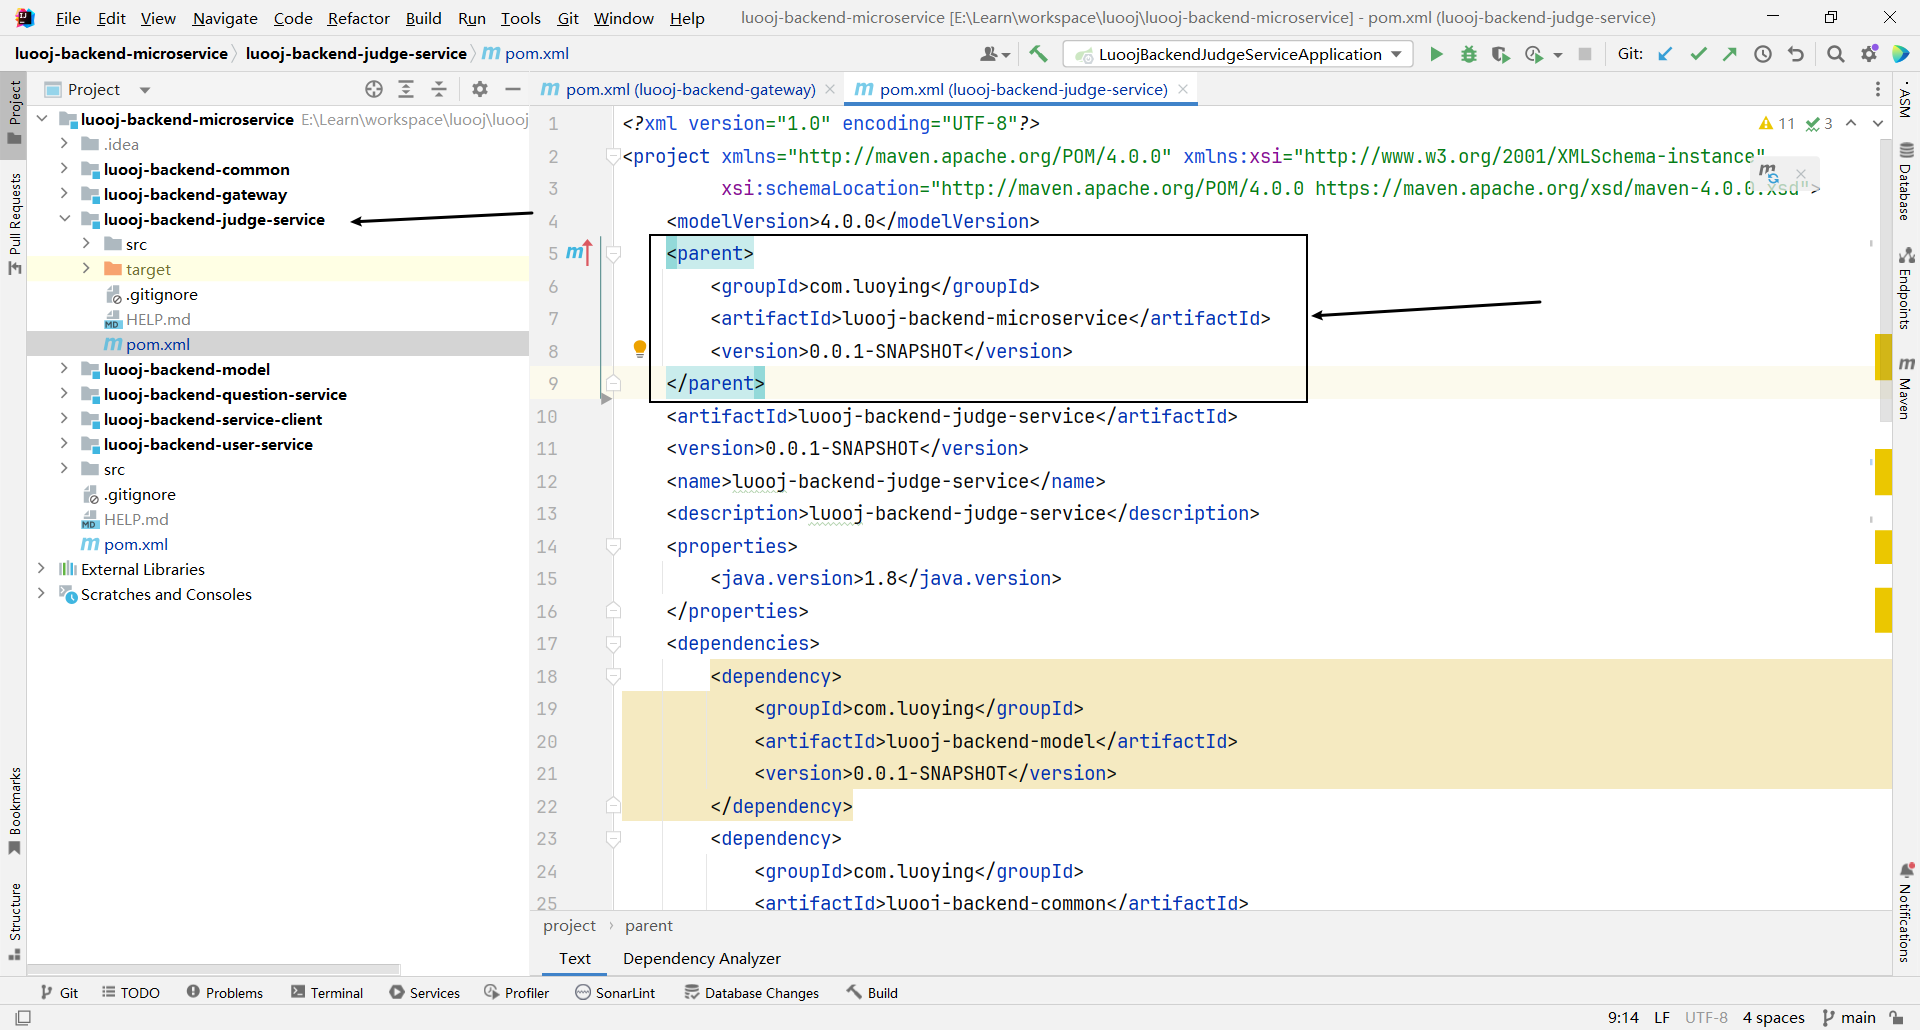 File Edit View Navigate Code Refactor Build Run Tools Git Window Help luooj-backend-microservice [E:\Learn\workspace\luooj\luooj-backend-microservice] - pom.xml (luooj-backend-judge-service)
luooj-backend-microservice luooj-backend-judge-service m pom.xml LuoojBackendJudgeServiceApplication Git:
Project
m pom.xml (luooj-backend-gateway)
m pom.xml (luooj-backend-judge-service)
Project
Pull Requests
Bookmarks
Structure
luooj-backend-microservice E:\Learn\workspace\luooj\luooj
.idea
luooj-backend-common
luooj-backend-gateway
luooj-backend-judge-service
src
target
.gitignore
HELP.md
m pom.xml
luooj-backend-model
luooj-backend-question-service
luooj-backend-service-client
luooj-backend-user-service
src
.gitignore
HELP.md
m pom.xml
External Libraries
Scratches and Consoles
11 3
1 <?xml version="1.0" encoding="UTF-8"?>
2 <project xmlns="http://maven.apache.org/POM/4.0.0" xmlns:xsi="http://www.w3.org/2001/XMLSchema-instance"
3 xsi:schemaLocation="http://maven.apache.org/POM/4.0.0 https://maven.apache.org/xsd/maven-4.0.0.xsd">
4 <modelVersion>4.0.0</modelVersion>
5 <parent>
6 <groupId>com.luoying</groupId>
7 <artifactId>luooj-backend-microservice</artifactId>
8 <version>0.0.1-SNAPSHOT</version>
9 </parent>
10 <artifactId>luooj-backend-judge-service</artifactId>
11 <version>0.0.1-SNAPSHOT</version>
12 <name>luooj-backend-judge-service</name>
13 <description>luooj-backend-judge-service</description>
14 <properties>
15 <java.version>1.8</java.version>
16 </properties>
17 <dependencies>
18 <dependency>
19 <groupId>com.luoying</groupId>
20 <artifactId>luooj-backend-model</artifactId>
21 <version>0.0.1-SNAPSHOT</version>
22 </dependency>
23 <dependency>
24 <groupId>com.luoying</groupId>
25 <artifactId>luooj-backend-common</artifactId>
project › parent
Text Dependency Analyzer
ASM
Database
Endpoints
m Maven
Notifications
Git TODO Problems Terminal Services Profiler SonarLint Database Changes Build
9:14 LF UTF-8 4 spaces main